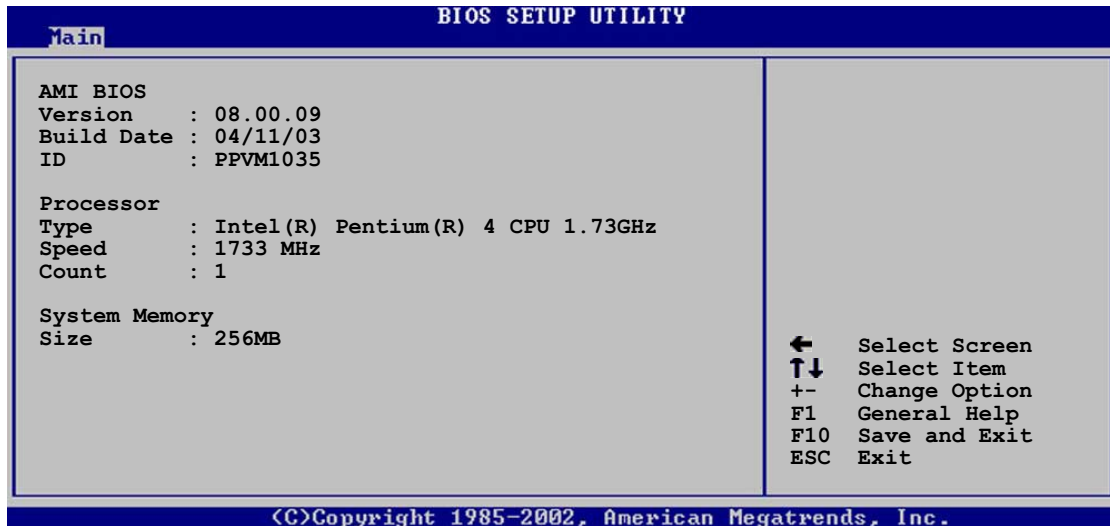 BIOS SETUP UTILITY
Main
AMI BIOS
Version : 08.00.09
Build Date : 04/11/03
ID : PPVM1035
Processor
Type : Intel(R) Pentium(R) 4 CPU 1.73GHz
Speed : 1733 MHz
Count : 1
System Memory
Size : 256MB
← Select Screen
↑↓ Select Item
+- Change Option
F1 General Help
F10 Save and Exit
ESC Exit
(C)Copyright 1985-2002, American Megatrends, Inc.